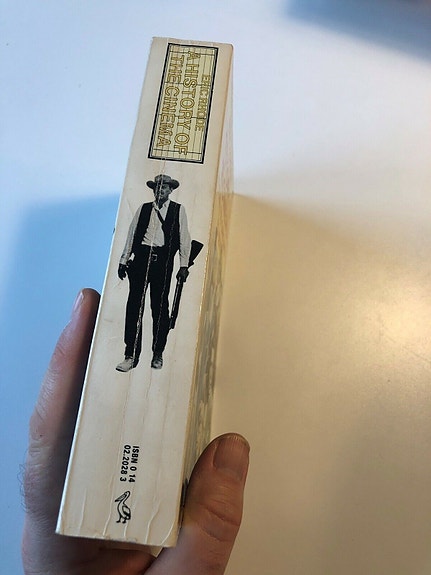 ERIC RHODE
A HISTORY OF
THE CINEMA
ISBN 0 14
02.2028 3